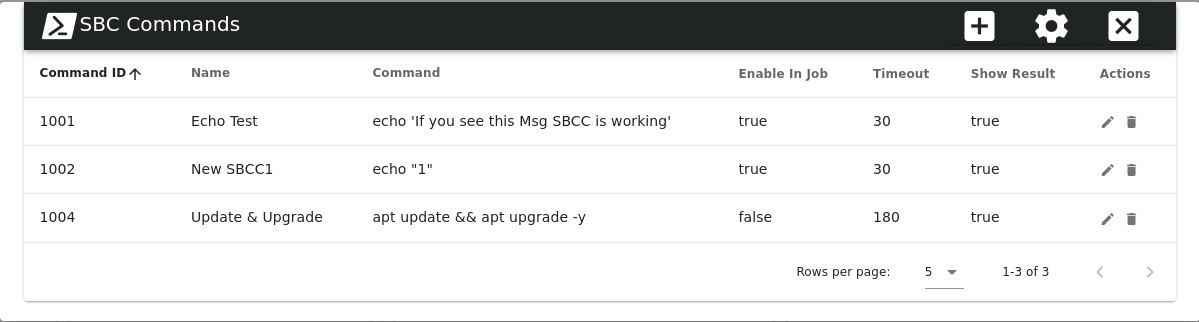 SBC Commands
Command ID Name Command Enable In Job Timeout Show Result Actions
1001 Echo Test echo 'If you see this Msg SBCC is working' true 30 true
1002 New SBCC1 echo "1" true 30 true
1004 Update & Upgrade apt update && apt upgrade -y false 180 true
Rows per page: 5 1-3 of 3